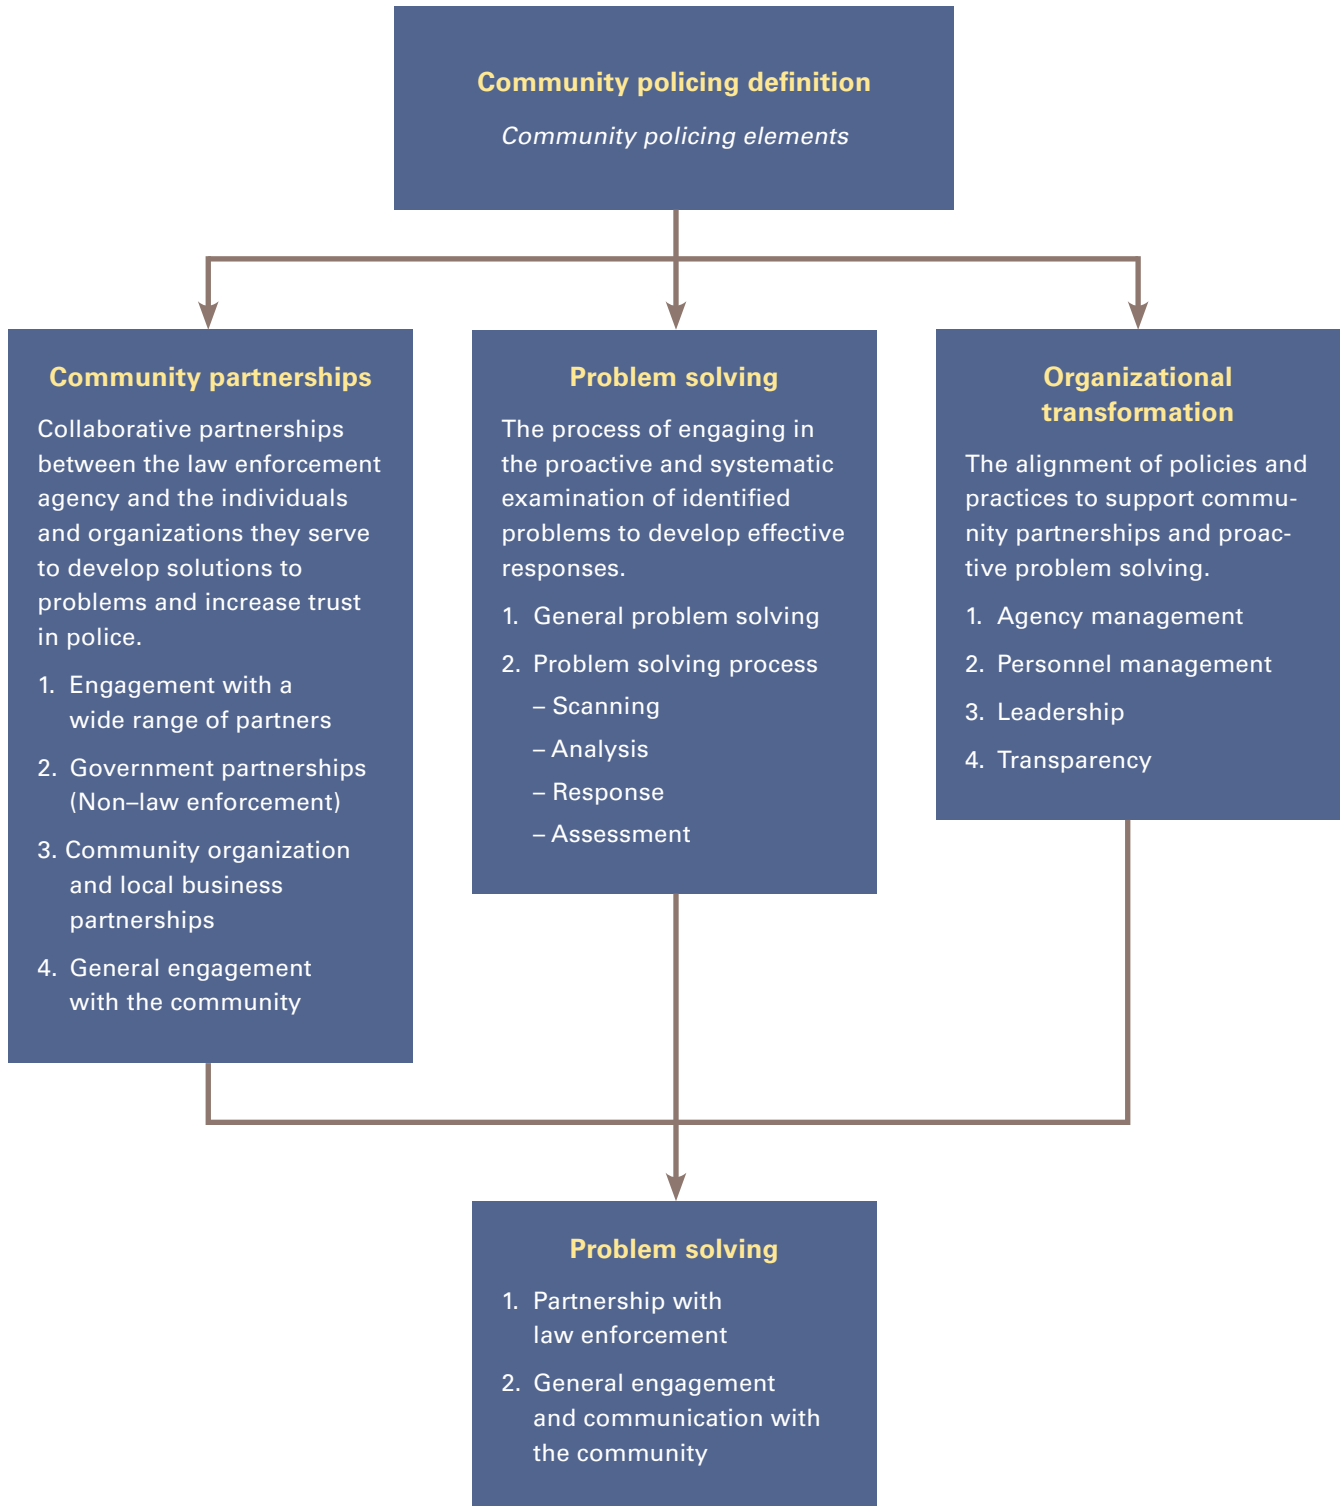 Community policing definition
Community policing elements
Community partnerships
Collaborative partnerships
between the law enforcement
agency and the individuals
and organizations they serve
to develop solutions to
problems and increase trust
in police.
1. Engagement with a
wide range of partners
2. Government partnerships
(Non–law enforcement)
3. Community organization
and local business
partnerships
4. General engagement
with the community
Problem solving
The process of engaging in
the proactive and systematic
examination of identified
problems to develop effective
responses.
1. General problem solving
2. Problem solving process
– Scanning
– Analysis
– Response
– Assessment
Organizational
transformation
The alignment of policies and
practices to support commu-
nity partnerships and proac-
tive problem solving.
1. Agency management
2. Personnel management
3. Leadership
4. Transparency
Problem solving
1. Partnership with
law enforcement
2. General engagement
and communication with
the community